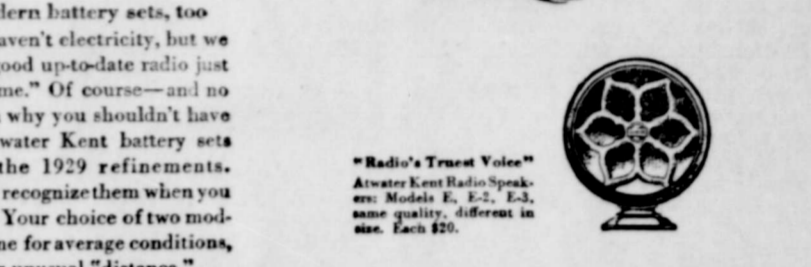 dern battery sets, too
aven't electricity, but we
ood up-to-date radio just
me." Of course—and no
why you shouldn't have
water Kent battery sets
the 1929 refinements.
recognize them when you
Your choice of two mod-
ne for average conditions,
unusual "distance."
"Radio's Truest Voice"
Atwater Kent Radio Speak-
ers: Models E, E-2, E-3,
same quality, different in
size. Each $20.